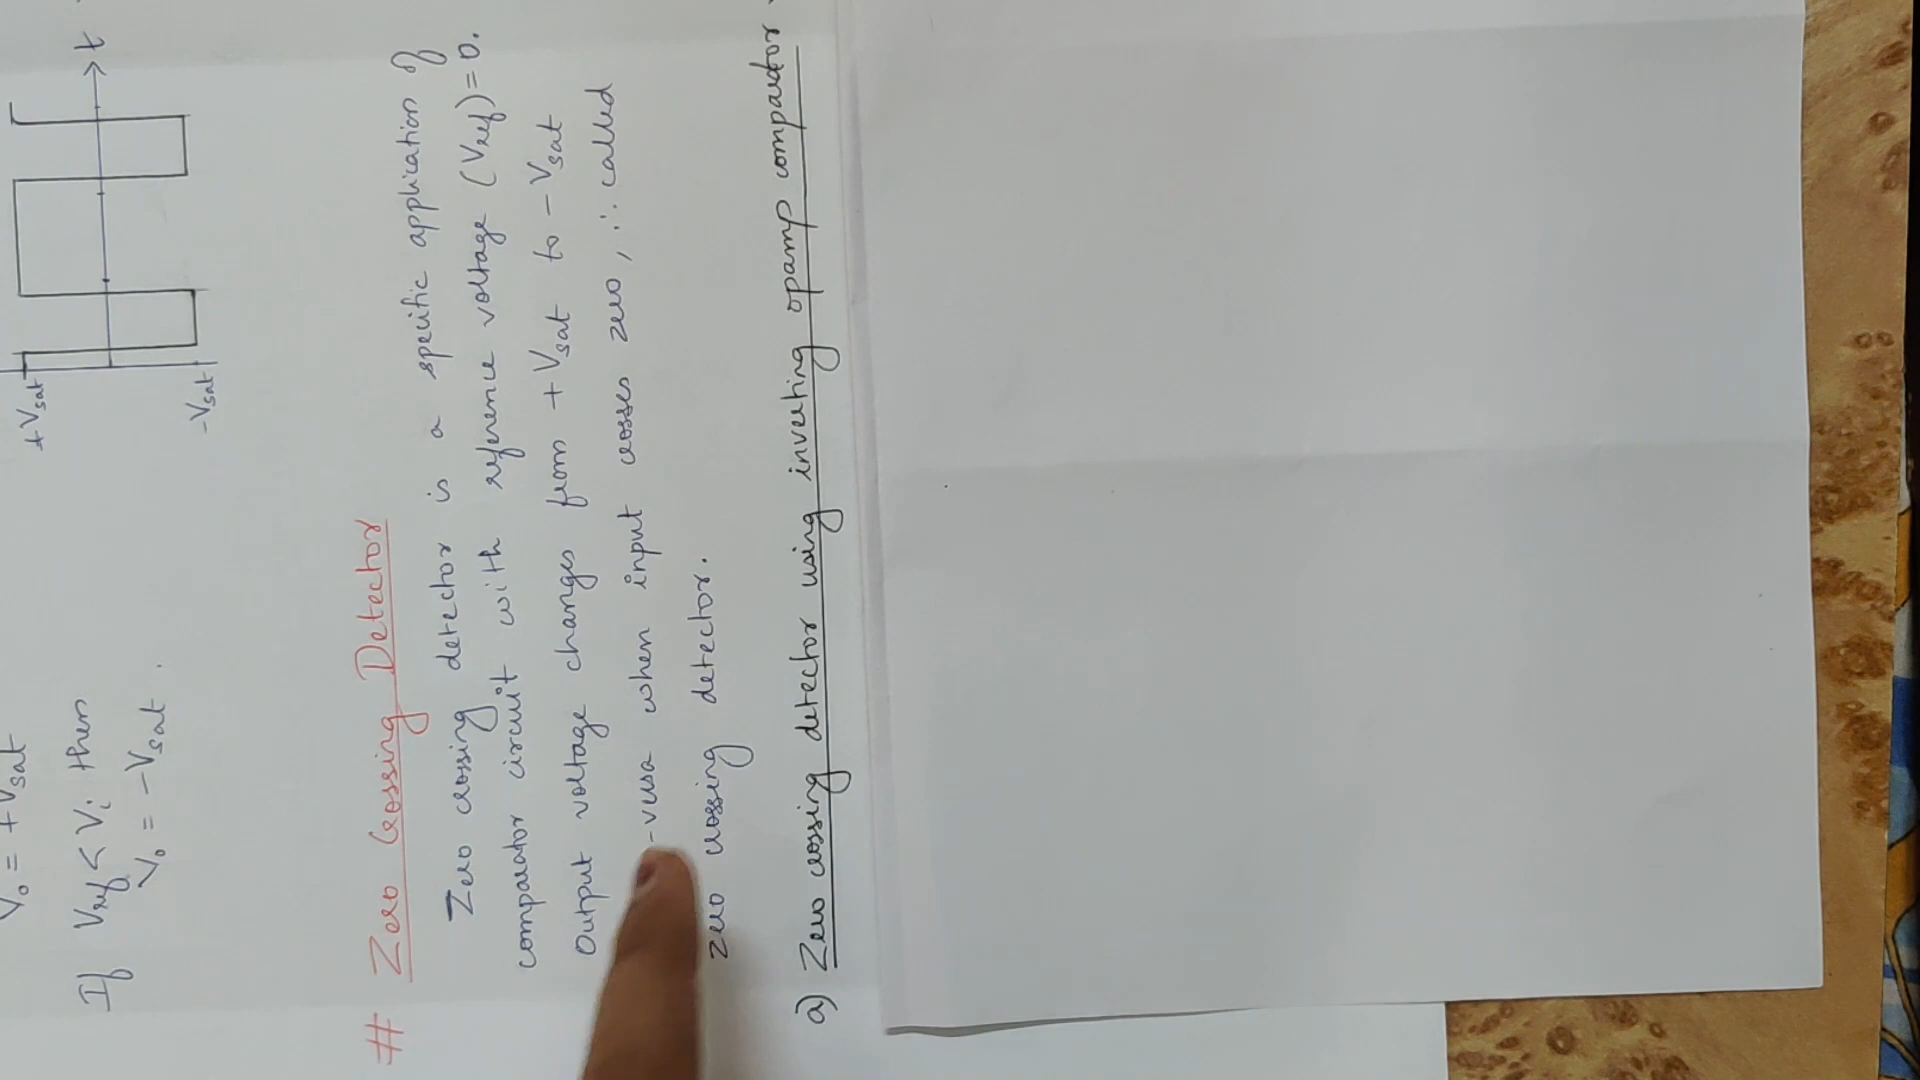 +Vsat
-Vsat
→ t
V₀ = +Vsat
If Vref < Vi then
V₀ = -Vsat.
# Zero Crossing Detector
Zero crossing detector is a specific application of
comparator circuit with reference voltage (Vref) = 0.
Output voltage changes from +Vsat to -Vsat
-versa when input crosses zero, ∴ called
zero crossing detector.
a) Zero crossing detector using inverting opamp comparator